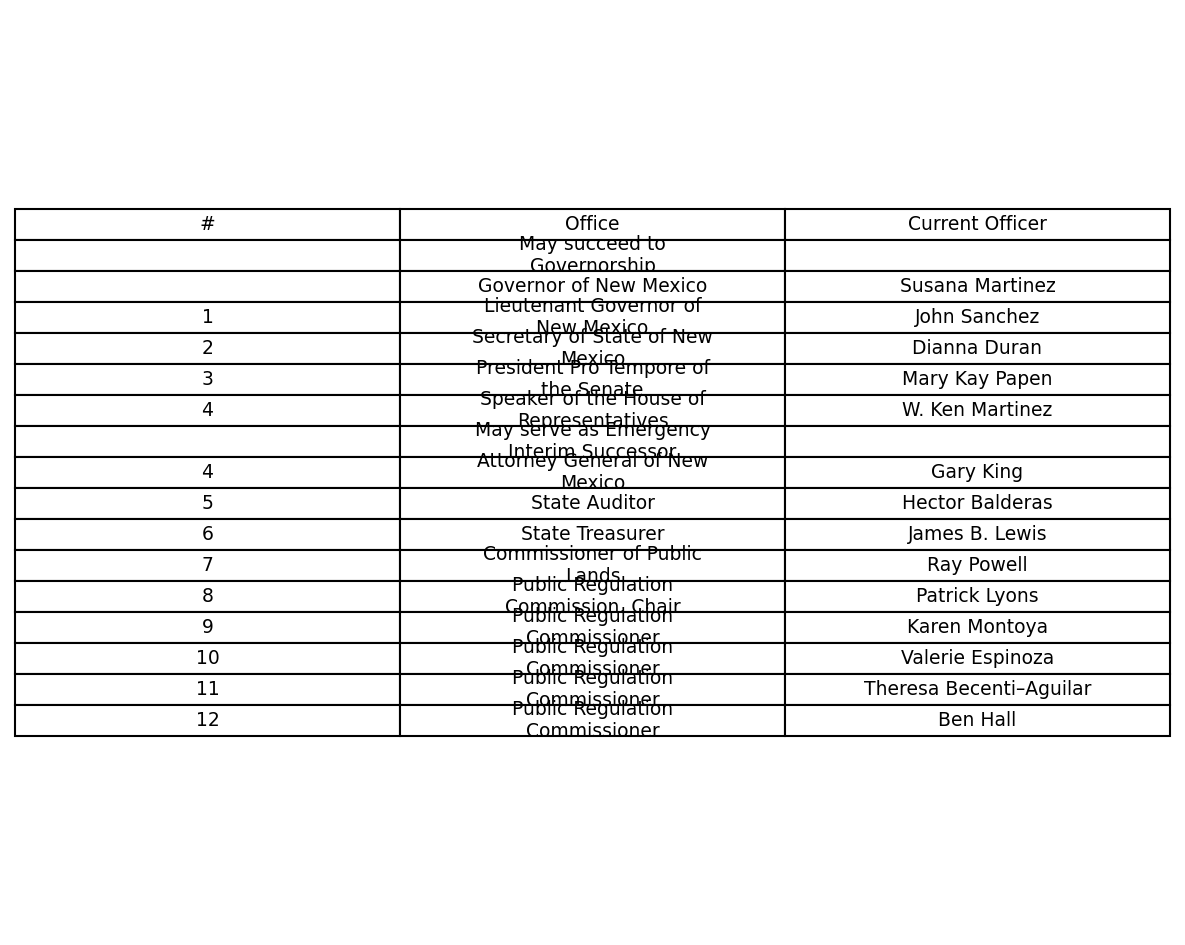 # Office Current Officer
May succeed to
Governorship
Governor of New Mexico Susana Martinez
1 Lieutenant Governor of
New Mexico John Sanchez
2 Secretary of State of New
Mexico Dianna Duran
3 President Pro Tempore of
the Senate Mary Kay Papen
4 Speaker of the House of
Representatives W. Ken Martinez
May serve as Emergency
Interim Successor
4 Attorney General of New
Mexico Gary King
5 State Auditor Hector Balderas
6 State Treasurer James B. Lewis
7 Commissioner of Public
Lands Ray Powell
8 Public Regulation
Commission, Chair Patrick Lyons
9 Public Regulation
Commissioner Karen Montoya
10 Public Regulation
Commissioner Valerie Espinoza
11 Public Regulation
Commissioner Theresa Becenti–Aguilar
12 Public Regulation
Commissioner Ben Hall